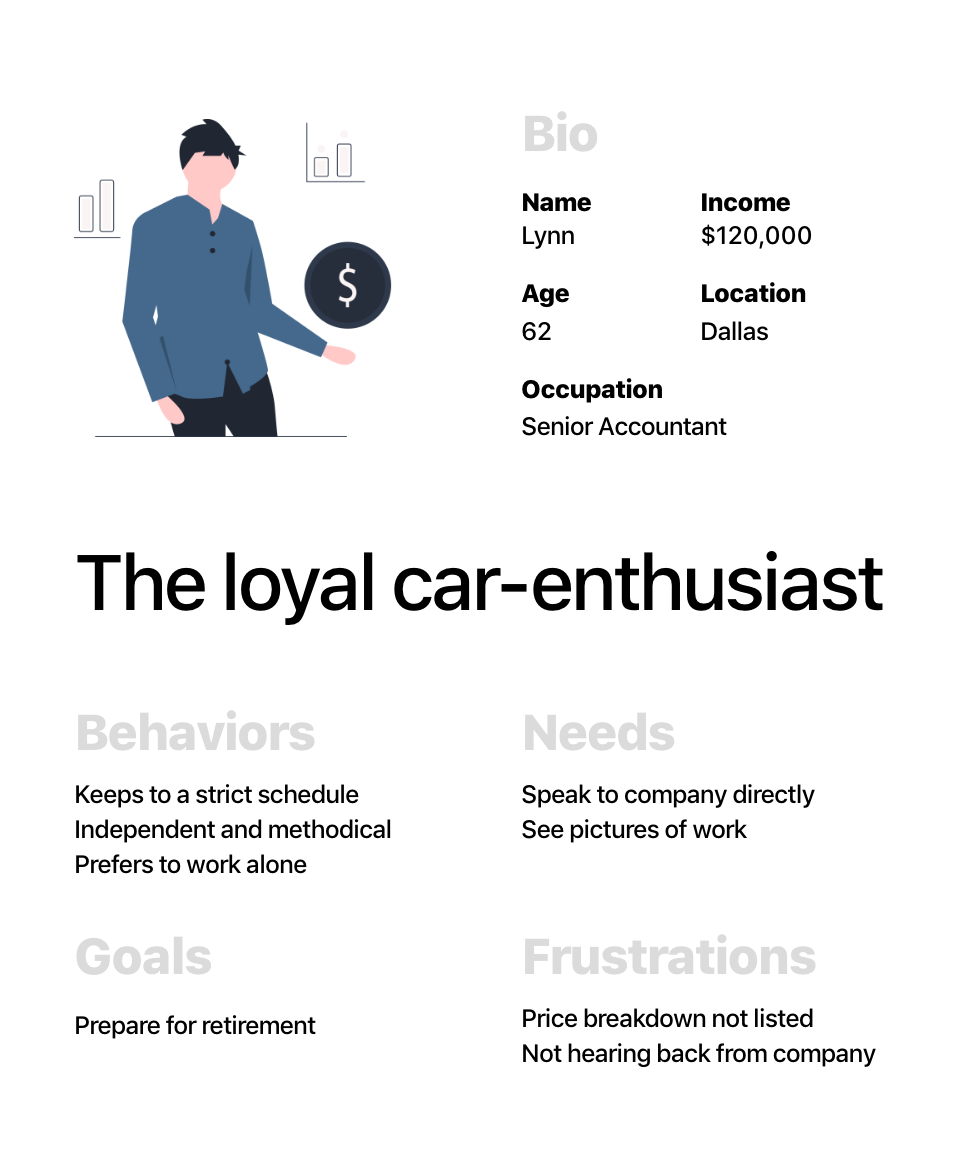 $
Bio
Name
Lynn
Income
$120,000
Age
62
Location
Dallas
Occupation
Senior Accountant
The loyal car-enthusiast
Behaviors
Keeps to a strict schedule
Independent and methodical
Prefers to work alone
Needs
Speak to company directly
See pictures of work
Goals
Prepare for retirement
Frustrations
Price breakdown not listed
Not hearing back from company